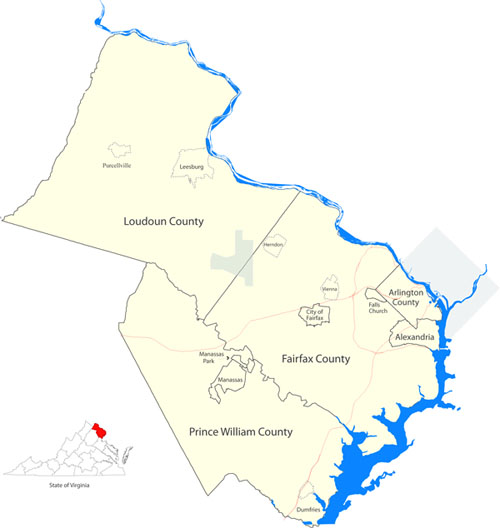 Purcellville
Leesburg
Loudoun County
Herndon
Vienna
Arlington
County
Falls
Church
City of
Fairfax
Alexandria
Manassas
Park
Fairfax County
Manassas
Prince William County
State of Virginia
Dumfries